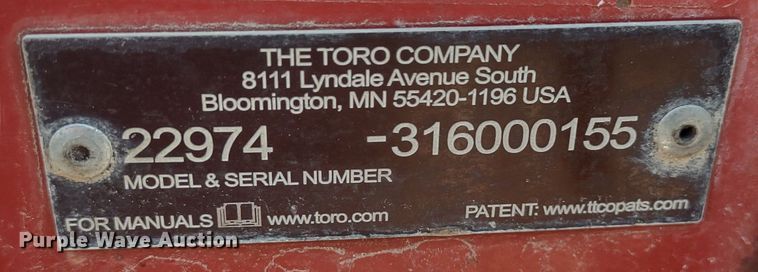 THE TORO COMPANY
8111 Lyndale Avenue South
Bloomington, MN 55420-1196 USA
22974 -316000155
MODEL & SERIAL NUMBER
FOR MANUALS www.toro.com PATENT: www.ttcopats.com
Purple Wave Auction